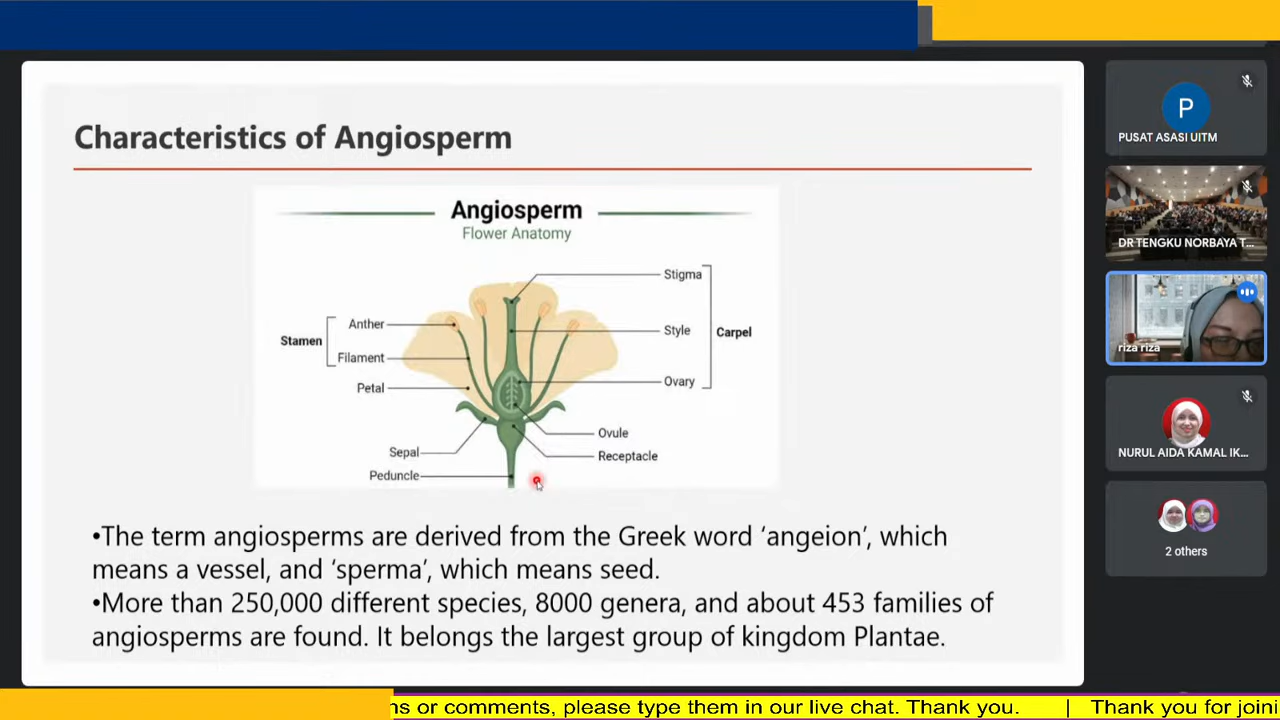 Characteristics of Angiosperm
Angiosperm
Flower Anatomy
Stigma
Anther
Style
Carpel
Stamen
Filament
Ovary
Petal
Ovule
Sepal
Receptacle
Peduncle
•The term angiosperms are derived from the Greek word ‘angeion’, which
means a vessel, and ‘sperma’, which means seed.
•More than 250,000 different species, 8000 genera, and about 453 families of
angiosperms are found. It belongs the largest group of kingdom Plantae.
P
PUSAT ASASI UITM
DR TENGKU NORBAYA T...
riza riza
NURUL AIDA KAMAL IK...
2 others
or comments, please type them in our live chat. Thank you. | Thank you for